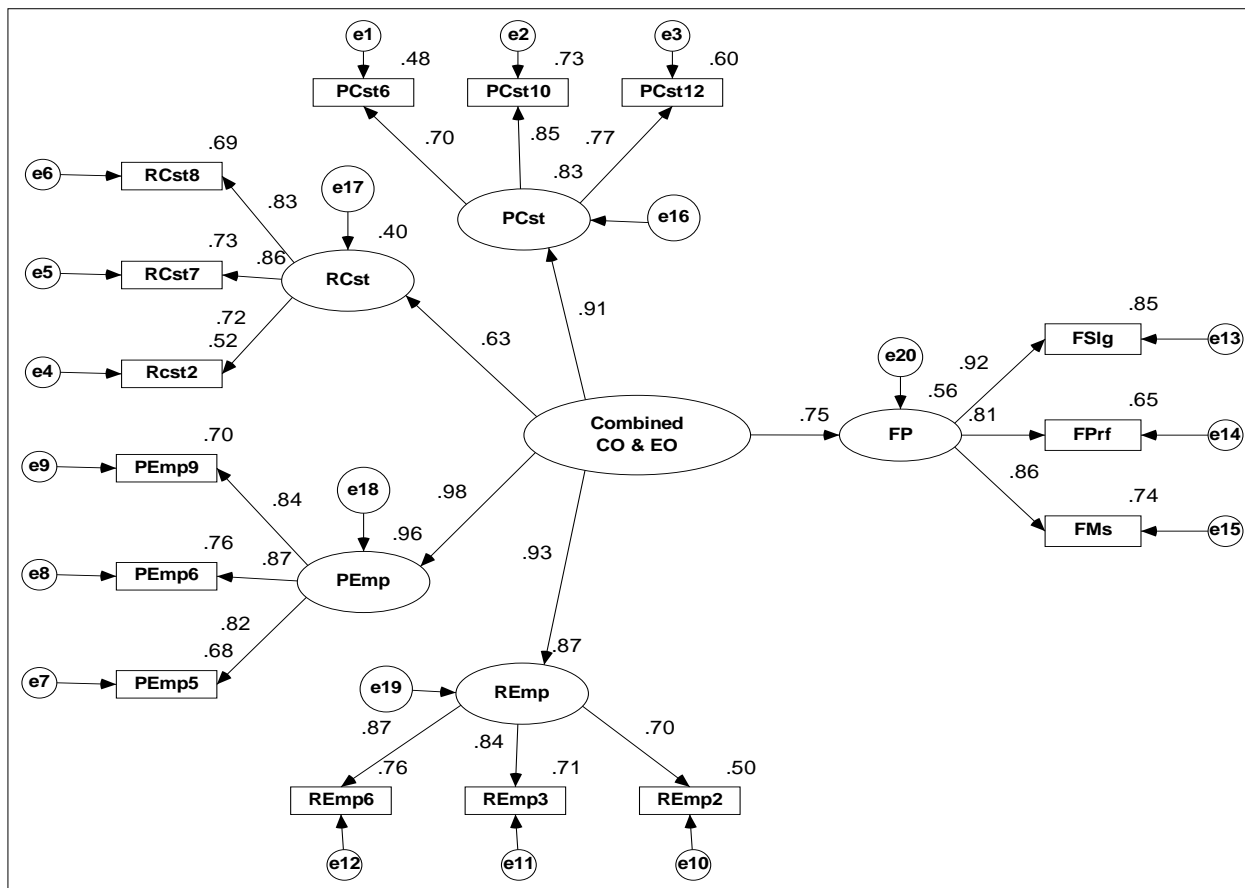 e1
e2
e3
.48
.73
.60
PCst6
PCst10
PCst12
.70
.85
.77
.83
.69
e6
RCst8
e17
PCst
e16
.83
.40
.73
.86
e5
RCst7
RCst
.72
.52
e4
Rcst2
.63
.91
.85
FSlg
e13
e20
.92
.56
Combined
CO & EO
.75
FP
.81
.65
FPrf
e14
.86
.74
FMs
e15
.70
e9
PEmp9
e18
.84
.98
.96
.76
.87
e8
PEmp6
PEmp
.93
.82
.68
e7
PEmp5
.87
e19
REmp
.87
.84
.70
.76
.71
.50
REmp6
REmp3
REmp2
e12
e11
e10